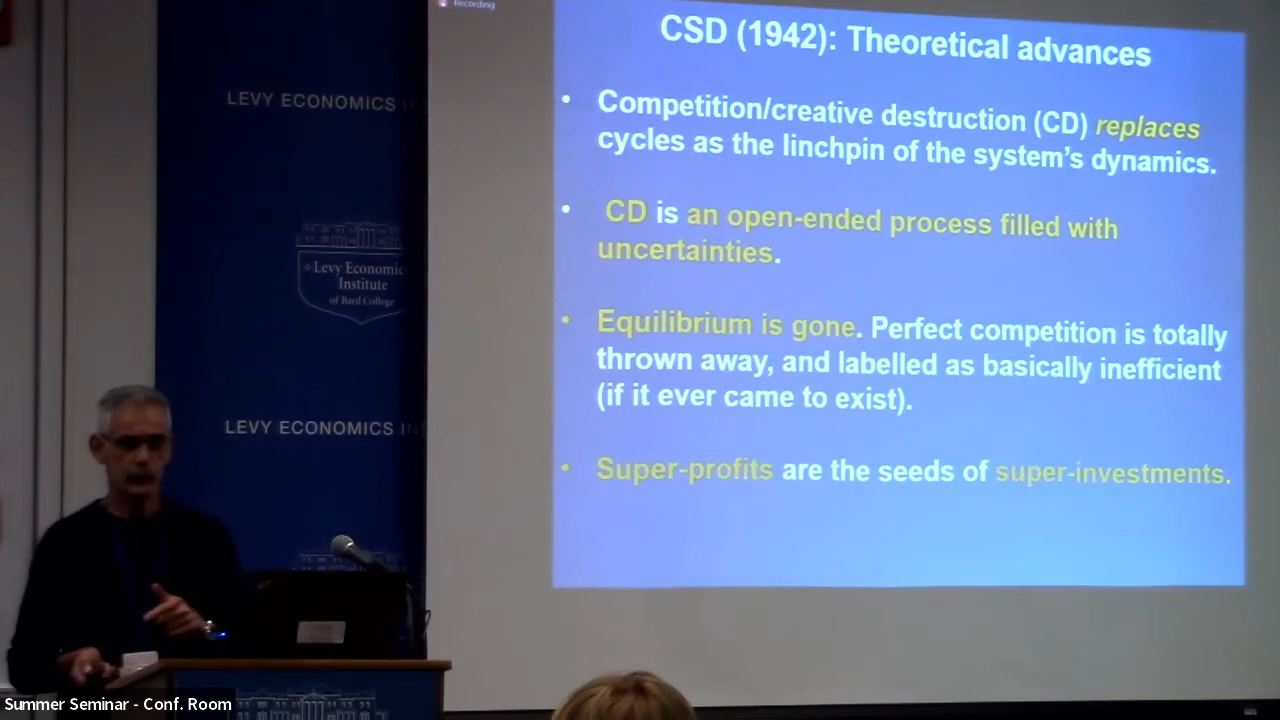 Recording
CSD (1942): Theoretical advances
• Competition/creative destruction (CD) replaces
cycles as the linchpin of the system's dynamics.
• CD is an open-ended process filled with
uncertainties.
• Equilibrium is gone. Perfect competition is totally
thrown away, and labelled as basically inefficient
(if it ever came to exist).
• Super-profits are the seeds of super-investments.
LEVY ECONOMICS
Levy Economic
Institute
of Bard College
LEVY ECONOMICS
Summer Seminar - Conf. Room